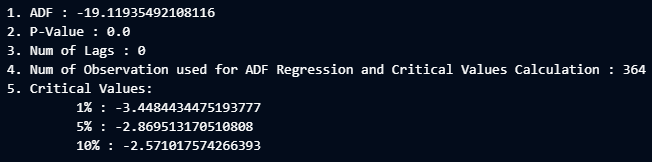 1. ADF : -19.11935492108116
2. P-Value : 0.0
3. Num of Lags : 0
4. Num of Observation used for ADF Regression and Critical Values Calculation : 364
5. Critical Values:
1% : -3.4484434475193777
5% : -2.869513170510808
10% : -2.571017574266393